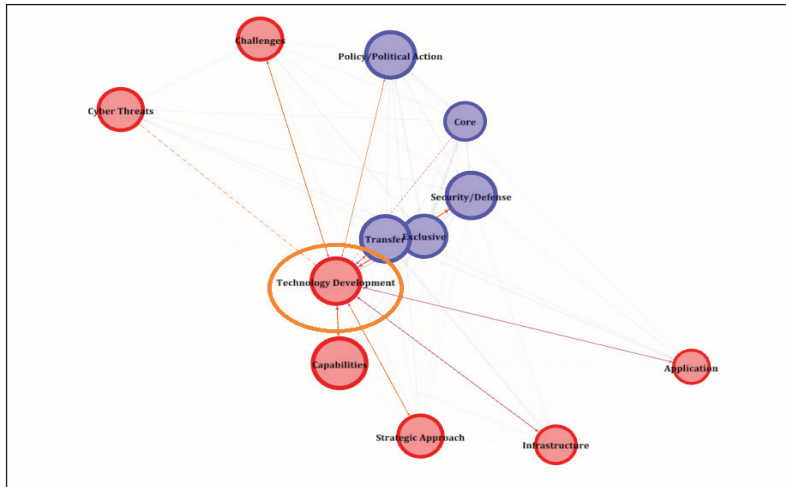 Challenges
Policy/Political Action
Cyber Threats
Core
Security/Defense
Transfer
Exclusive
Technology Development
Capabilities
Application
Strategic Approach
Infrastructure